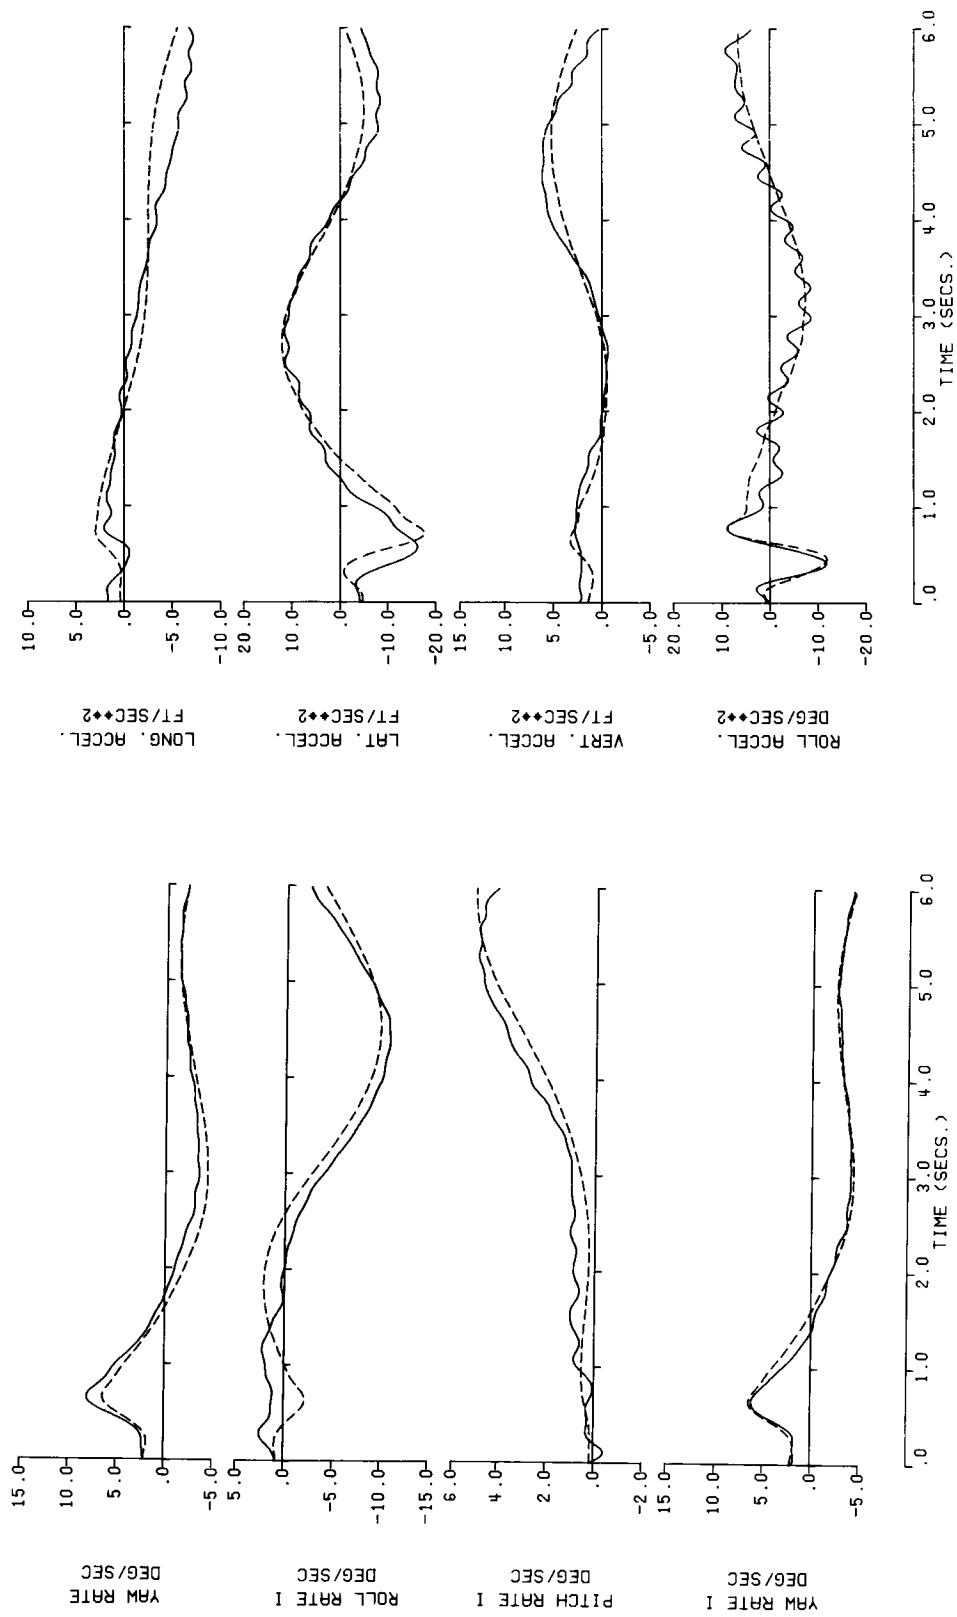 YAW RATE
DEG/SEC
15.0
10.0
5.0
.0
-5.0
ROLL RATE I
DEG/SEC
5.0
.0
-5.0
-10.0
-15.0
PITCH RATE I
DEG/SEC
6.0
4.0
2.0
.0
-2.0
YAW RATE I
DEG/SEC
15.0
10.0
5.0
.0
-5.0
.0 1.0 2.0 3.0 4.0 5.0 6.0
TIME (SECS.)
LONG. ACCEL.
FT/SEC**2
10.0
5.0
.0
-5.0
-10.0
LAT. ACCEL.
FT/SEC**2
20.0
10.0
.0
-10.0
-20.0
VERT. ACCEL.
FT/SEC**2
15.0
10.0
5.0
.0
-5.0
ROLL ACCEL.
DEG/SEC**2
20.0
10.0
.0
-10.0
-20.0
.0 1.0 2.0 3.0 4.0 5.0 6.0
TIME (SECS.)